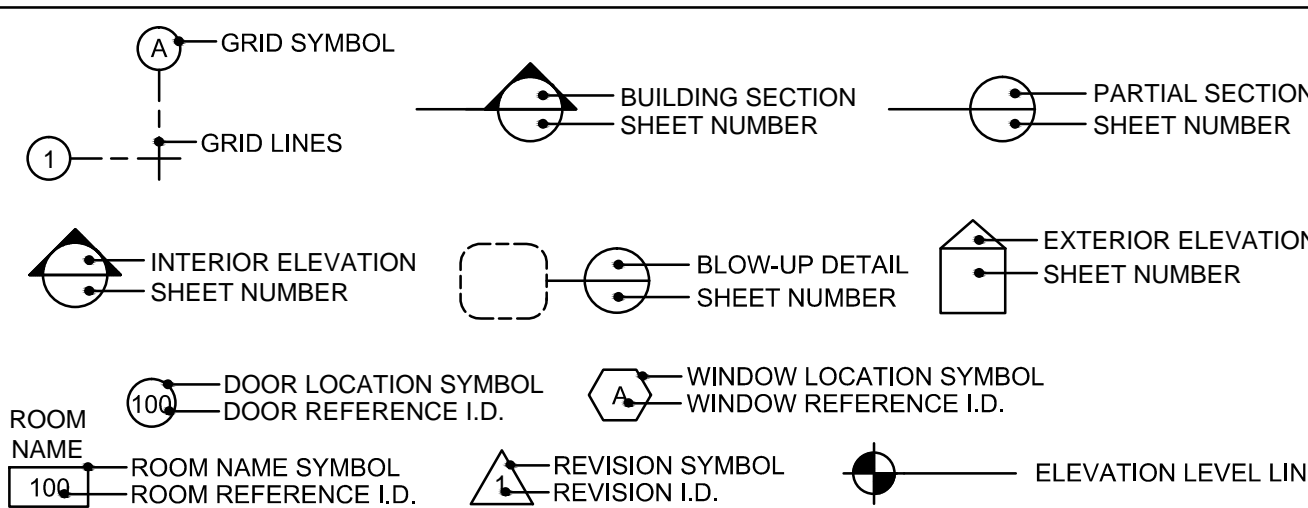 A GRID SYMBOL
GRID LINES
1
BUILDING SECTION
SHEET NUMBER
PARTIAL SECTION
SHEET NUMBER
INTERIOR ELEVATION
SHEET NUMBER
BLOW-UP DETAIL
SHEET NUMBER
EXTERIOR ELEVATION
SHEET NUMBER
DOOR LOCATION SYMBOL
100 DOOR REFERENCE I.D.
WINDOW LOCATION SYMBOL
A WINDOW REFERENCE I.D.
ROOM
NAME
ROOM NAME SYMBOL
100 ROOM REFERENCE I.D.
REVISION SYMBOL
1 REVISION I.D.
ELEVATION LEVEL LIN